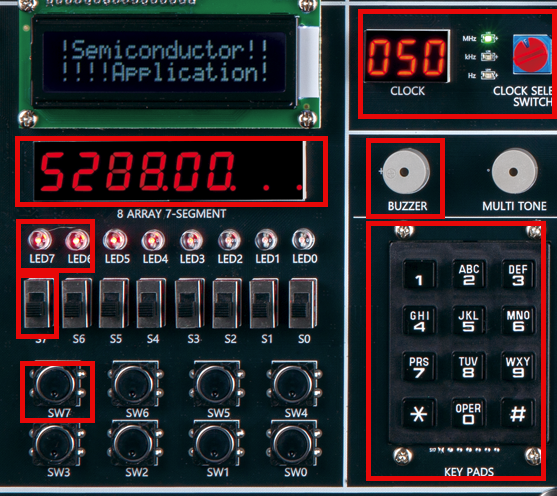 !Semiconductor!!
!!!!Application!
050
MHz
kHz
Hz
CLOCK
CLOCK SELE
SWITCH
5288.00. . .
8 ARRAY 7-SEGMENT
BUZZER
MULTI TONE
LED7 LED6 LED5 LED4 LED3 LED2 LED1 LED0
S7 S6 S5 S4 S3 S2 S1 S0
SW7 SW6 SW5 SW4
SW3 SW2 SW1 SW0
1 ABC 2 DEF 3
GHI 4 JKL 5 MNO 6
PRS 7 TUV 8 WXY 9
* OPER 0 #
KEY PADS